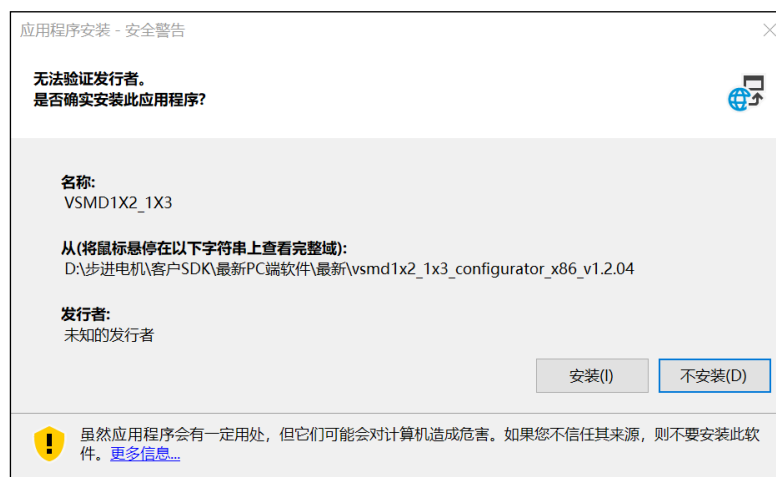 应用程序安装 - 安全警告
无法验证发行者。
是否确实安装此应用程序?
名称:
VSMD1X2_1X3
从(将鼠标悬停在以下字符串上查看完整域):
D:\步进电机\客户SDK\最新PC端软件\最新\vsmd1x2_1x3_configurator_x86_v1.2.04
发行者:
未知的发行者
安装(I) 不安装(D)
虽然应用程序会有一定用处，但它们可能会对计算机造成危害。如果您不信任其来源，则不要安装此软
件。更多信息...